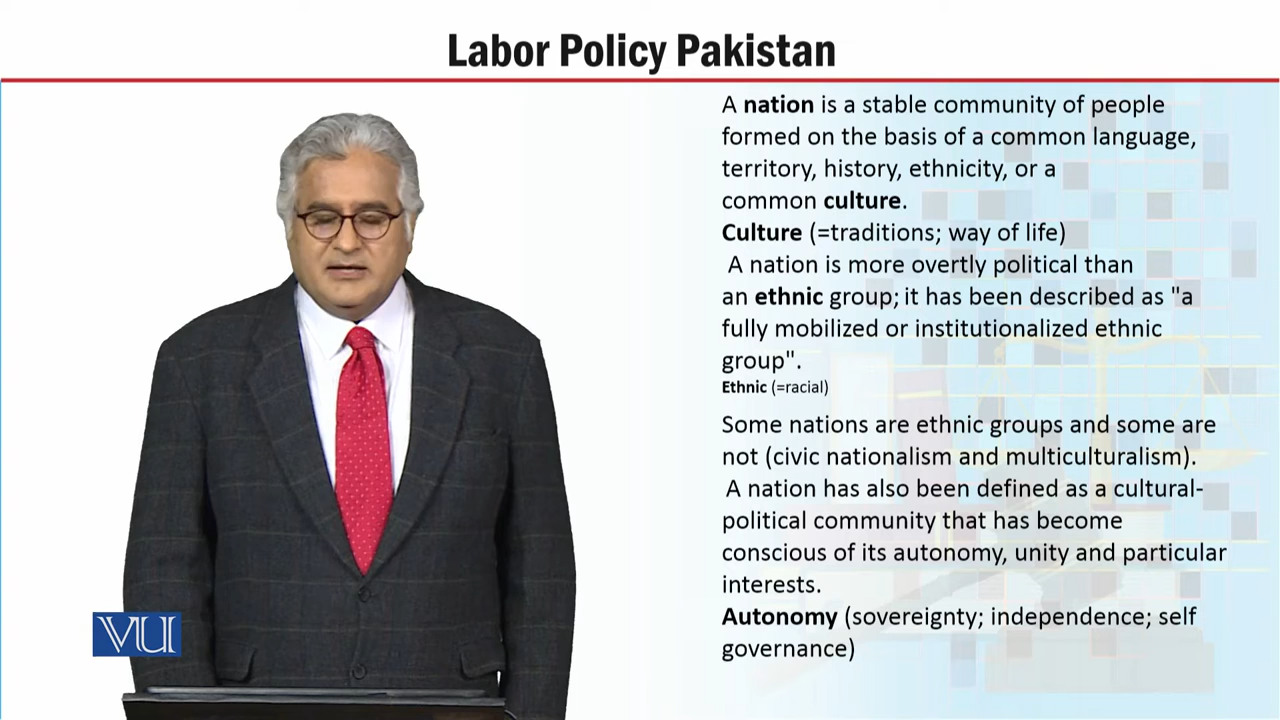 Labor Policy Pakistan
A nation is a stable community of people
formed on the basis of a common language,
territory, history, ethnicity, or a
common culture.
Culture (=traditions; way of life)
A nation is more overtly political than
an ethnic group; it has been described as "a
fully mobilized or institutionalized ethnic
group".
Ethnic (=racial)
Some nations are ethnic groups and some are
not (civic nationalism and multiculturalism).
A nation has also been defined as a cultural-
political community that has become
conscious of its autonomy, unity and particular
interests.
Autonomy (sovereignty; independence; self
governance)
VU